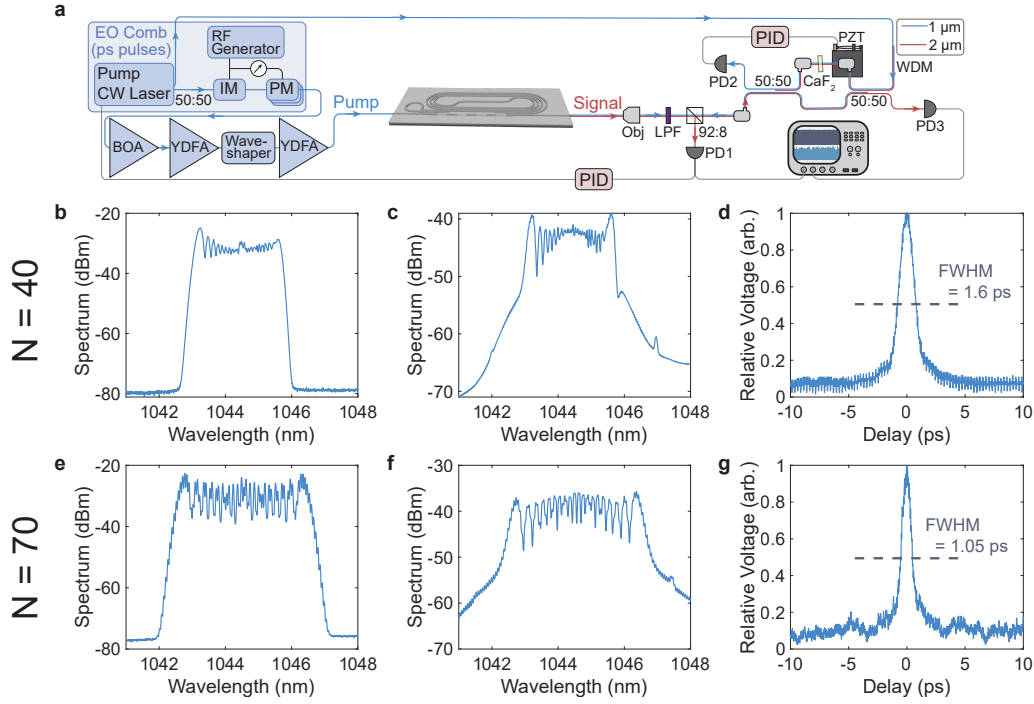 a
EO Comb
(ps pulses)
RF
Generator
Pump
CW Laser
50:50
IM
PM
BOA
YDFA
Wave-
shaper
YDFA
Pump
Signal
Obj
LPF
92:8
PD1
PID
PID
PD2
50:50
CaF2
PZT
50:50
WDM
PD3
1 μm
2 μm
N = 40
b
Spectrum (dBm)
-20
-40
-60
-80
1042 1044 1046 1048
Wavelength (nm)
c
Spectrum (dBm)
-40
-50
-60
-70
1042 1044 1046 1048
Wavelength (nm)
d
Relative Voltage (arb.)
1
0.8
0.6
0.4
0.2
0
-10 -5 0 5 10
Delay (ps)
FWHM
= 1.6 ps
N = 70
e
Spectrum (dBm)
-20
-40
-60
-80
1042 1044 1046 1048
Wavelength (nm)
f
Spectrum (dBm)
-30
-40
-50
-60
-70
1042 1044 1046 1048
Wavelength (nm)
g
Relative Voltage (arb.)
1
0.8
0.6
0.4
0.2
0
-10 -5 0 5 10
Delay (ps)
FWHM
= 1.05 ps